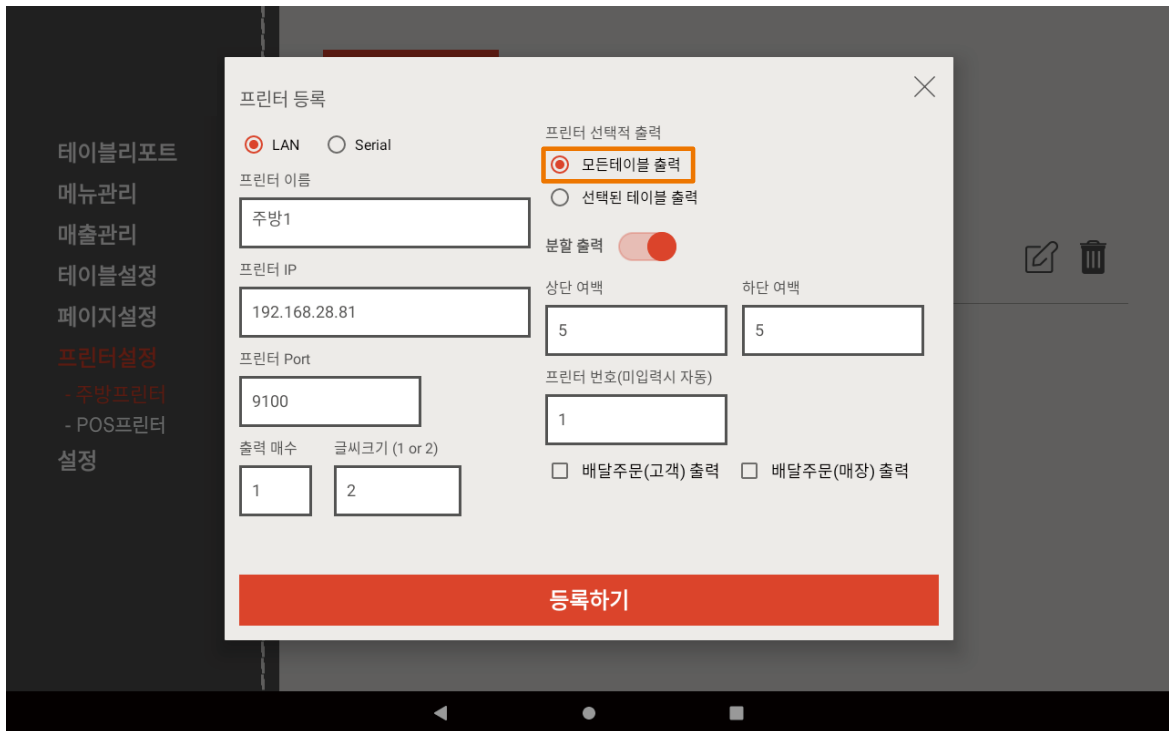 테이블리포트
메뉴관리
매출관리
테이블설정
페이지설정
프린터설정
- 주방프린터
- POS프린터
설정
프린터 등록
LAN
Serial
프린터 이름
주방1
프린터 IP
192.168.28.81
프린터 Port
9100
출력 매수
글씨크기 (1 or 2)
1
2
프린터 선택적 출력
모든테이블 출력
선택된 테이블 출력
분할 출력
상단 여백
하단 여백
5
5
프린터 번호(미입력시 자동)
1
배달주문(고객) 출력
배달주문(매장) 출력
등록하기